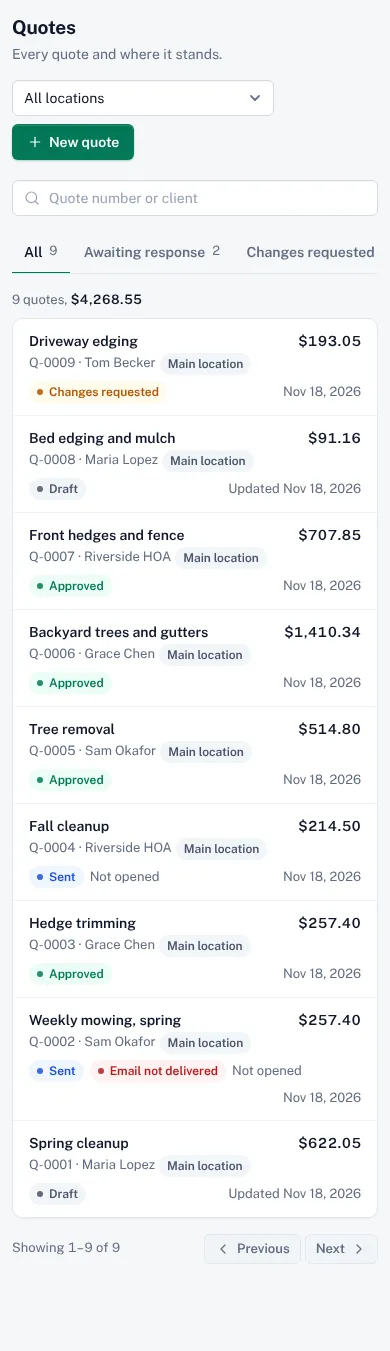 Quotes
Every quote and where it stands.
All locations
New quote
Quote number or client
All 9 Awaiting response 2 Changes requested
9 quotes, $4,268.55
Driveway edging $193.05
Q-0009 · Tom Becker Main location
Changes requested Nov 18, 2026
Bed edging and mulch $91.16
Q-0008 · Maria Lopez Main location
Draft Updated Nov 18, 2026
Front hedges and fence $707.85
Q-0007 · Riverside HOA Main location
Approved Nov 18, 2026
Backyard trees and gutters $1,410.34
Q-0006 · Grace Chen Main location
Approved Nov 18, 2026
Tree removal $514.80
Q-0005 · Sam Okafor Main location
Approved Nov 18, 2026
Fall cleanup $214.50
Q-0004 · Riverside HOA Main location
Sent Not opened Nov 18, 2026
Hedge trimming $257.40
Q-0003 · Grace Chen Main location
Approved Nov 18, 2026
Weekly mowing, spring $257.40
Q-0002 · Sam Okafor Main location
Sent Email not delivered Not opened
Nov 18, 2026
Spring cleanup $622.05
Q-0001 · Maria Lopez Main location
Draft Updated Nov 18, 2026
Showing 1–9 of 9 Previous Next